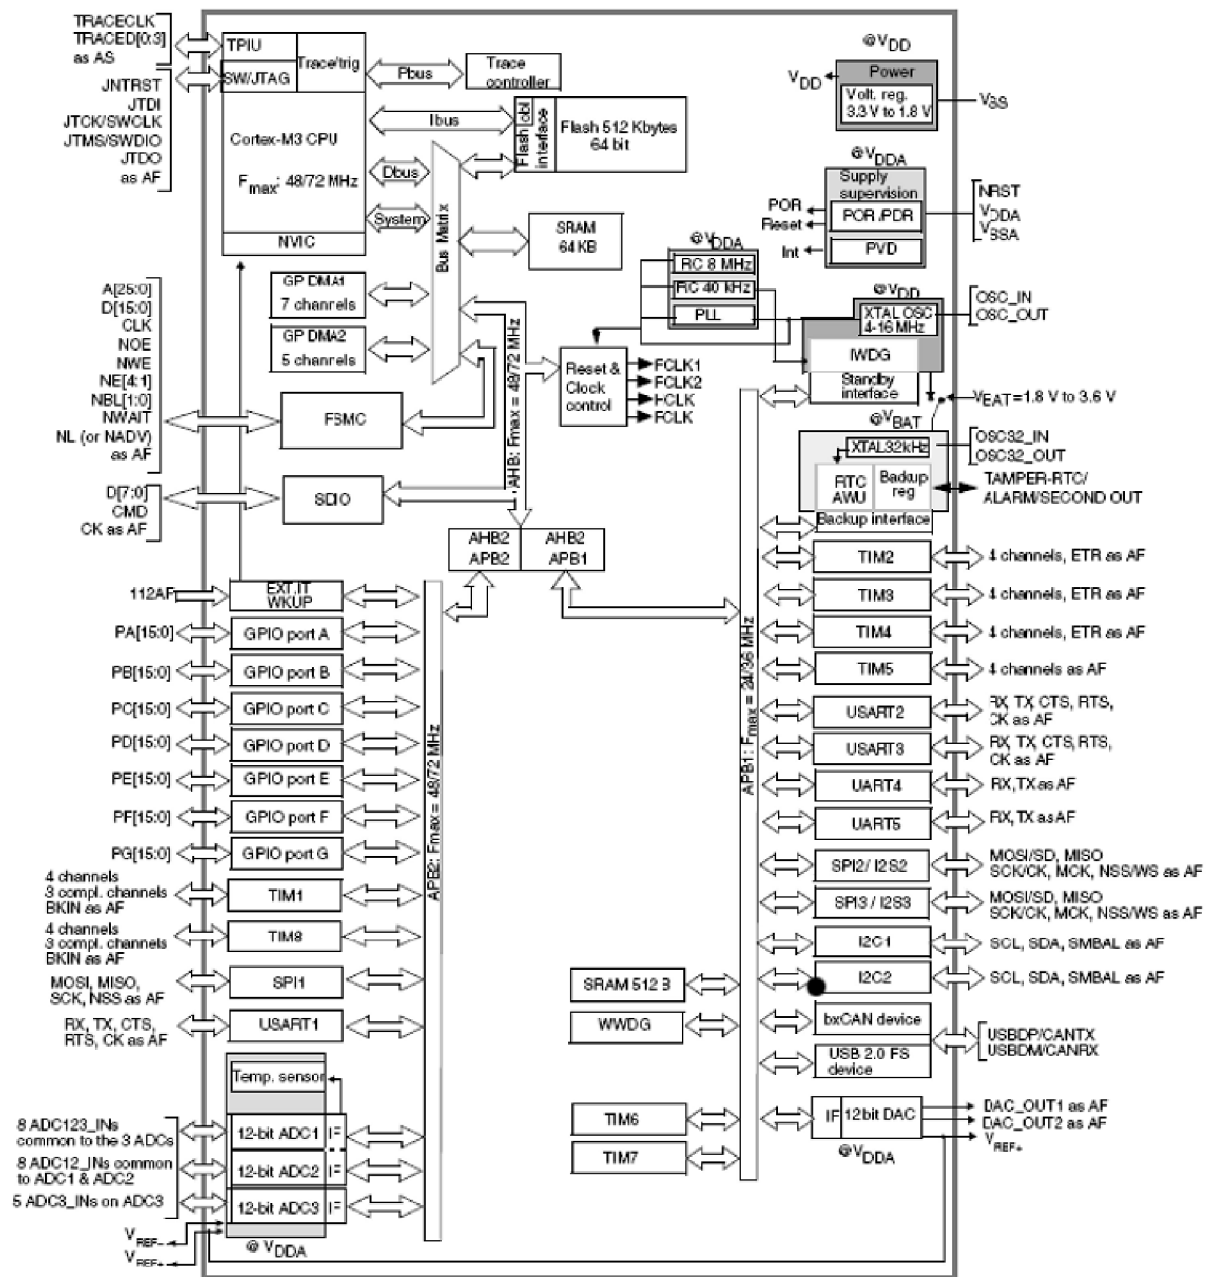 TRACECLK
TRACED[0:3]
as AS
TPIU
SW/JTAG
Trace/trig
Pbus
Trace
controller
JNTRST
JTDI
JTCK/SWCLK
JTMS/SWDIO
JTDO
as AF
Cortex-M3 CPU
Fmax: 48/72 MHz
NVIC
Ibus
Dbus
System
Flash obl
interface
Flash 512 Kbytes
64 bit
Bus Matrix
SRAM
64 KB
@VDD
Power
VDD
Volt. reg.
3.3 V to 1.8 V
VSS
@VDDA
Supply
supervision
POR
Reset
Int
POR /PDR
PVD
NRST
VDDA
VSSA
@VDDA
RC 8 MHz
RC 40 kHz
PLL
@VDD
XTAL OSC
4-16 MHz
OSC_IN
OSC_OUT
IWDG
Standby
interface
GP DMA1
7 channels
GP DMA2
5 channels
A[25:0]
D[15:0]
CLK
NOE
NWE
NE[4:1]
NBL[1:0]
NWAIT
NL (or NADV)
as AF
FSMC
D[7:0]
CMD
CK as AF
SDIO
AHB: Fmax = 48/72 MHz
Reset &
Clock
control
FCLK1
FCLK2
FCLK
FCLK
VBAT=1.8 V to 3.6 V
@VBAT
XTAL32kHz
OSC32_IN
OSC32_OUT
RTC
AWU
Backup
reg
TAMPER-RTC/
ALARM/SECOND OUT
Backup interface
AHB2
APB2
AHB2
APB1
112AF
EXT.IT
WKUP
PA[15:0]
GPIO port A
PB[15:0]
GPIO port B
PC[15:0]
GPIO port C
PD[15:0]
GPIO port D
PE[15:0]
GPIO port E
PF[15:0]
GPIO port F
PG[15:0]
GPIO port G
4 channels
3 compl. channels
BKIN as AF
TIM1
4 channels
3 compl. channels
BKIN as AF
TIM8
MOSI, MISO,
SCK, NSS as AF
SPI1
RX, TX, CTS,
RTS, CK as AF
USART1
Temp. sensor
8 ADC123_INs
common to the 3 ADCs
12-bit ADC1 IF
8 ADC12_INs common
to ADC1 & ADC2
12-bit ADC2 IF
5 ADC3_INs on ADC3
12-bit ADC3 IF
VREF-
VREF+
@ VDDA
APB2: Fmax = 48/72 MHz
APB1: Fmax = 24/36 MHz
TIM2
4 channels, ETR as AF
TIM3
4 channels, ETR as AF
TIM4
4 channels, ETR as AF
TIM5
4 channels as AF
USART2
RX, TX, CTS, RTS,
CK as AF
USART3
RX, TX, CTS, RTS,
CK as AF
UART4
RX,TX as AF
UART5
RX, TX as AF
SPI2/ I2S2
MOSI/SD, MISO
SCK/CK, MCK, NSS/WS as AF
SPI3 / I2S3
MOSI/SD, MISO
SCK/CK, MCK, NSS/WS as AF
I2C1
SCL, SDA, SMBAL as AF
I2C2
SCL, SDA, SMBAL as AF
SRAM 512 B
WWDG
bxCAN device
USB 2.0 FS
device
USBDP/CANTX
USBDM/CANRX
TIM6
TIM7
IF
12bit DAC
DAC_OUT1 as AF
DAC_OUT2 as AF
VREF+
@VDDA